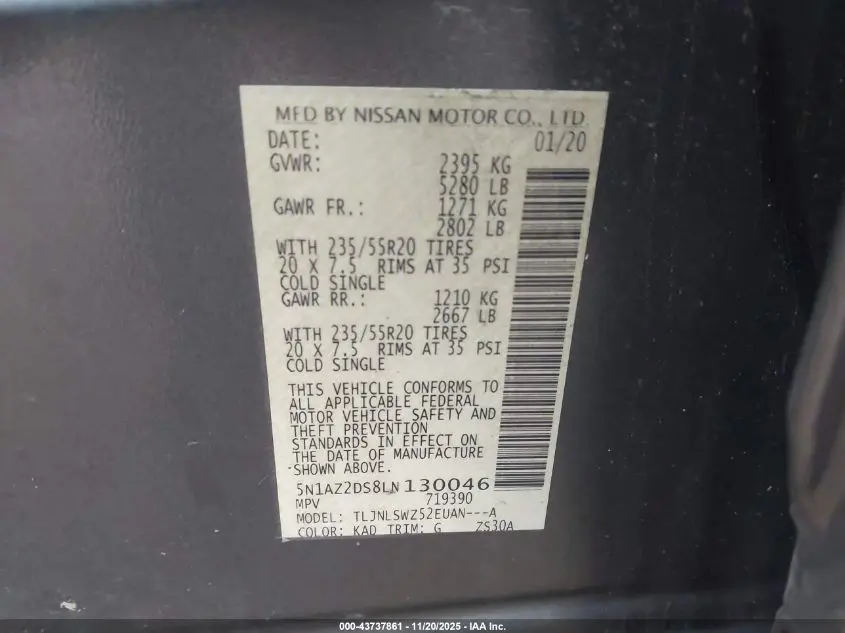 MFD BY NISSAN MOTOR CO., LTD
DATE: 01/20
GVWR: 2395 KG
5280 LB
GAWR FR.: 1271 KG
2802 LB
WITH 235/55R20 TIRES
20 X 7.5 RIMS AT 35 PSI
COLD SINGLE
GAWR RR.: 1210 KG
2667 LB
WITH 235/55R20 TIRES
20 X 7.5 RIMS AT 35 PSI
COLD SINGLE
THIS VEHICLE CONFORMS TO
ALL APPLICABLE FEDERAL
MOTOR VEHICLE SAFETY AND
THEFT PREVENTION
STANDARDS IN EFFECT ON
THE DATE OF MANUFACTURE
SHOWN ABOVE.
5N1AZ2DS8LN130046
MPV 719390
MODEL: TLJNLSWZ52EUAN---A
COLOR: KAD TRIM: G ZS30A
000-43737861 - 11/20/2025 - IAA Inc.